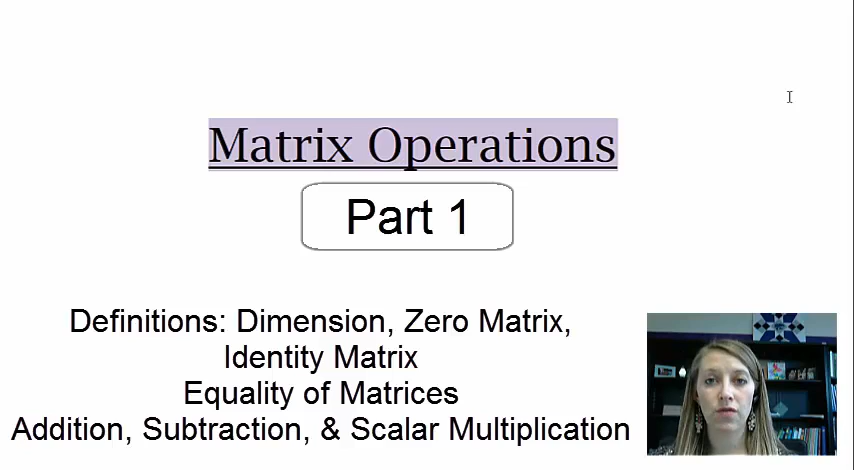 Matrix Operations
Part 1
Definitions: Dimension, Zero Matrix,
Identity Matrix
Equality of Matrices
Addition, Subtraction, & Scalar Multiplication